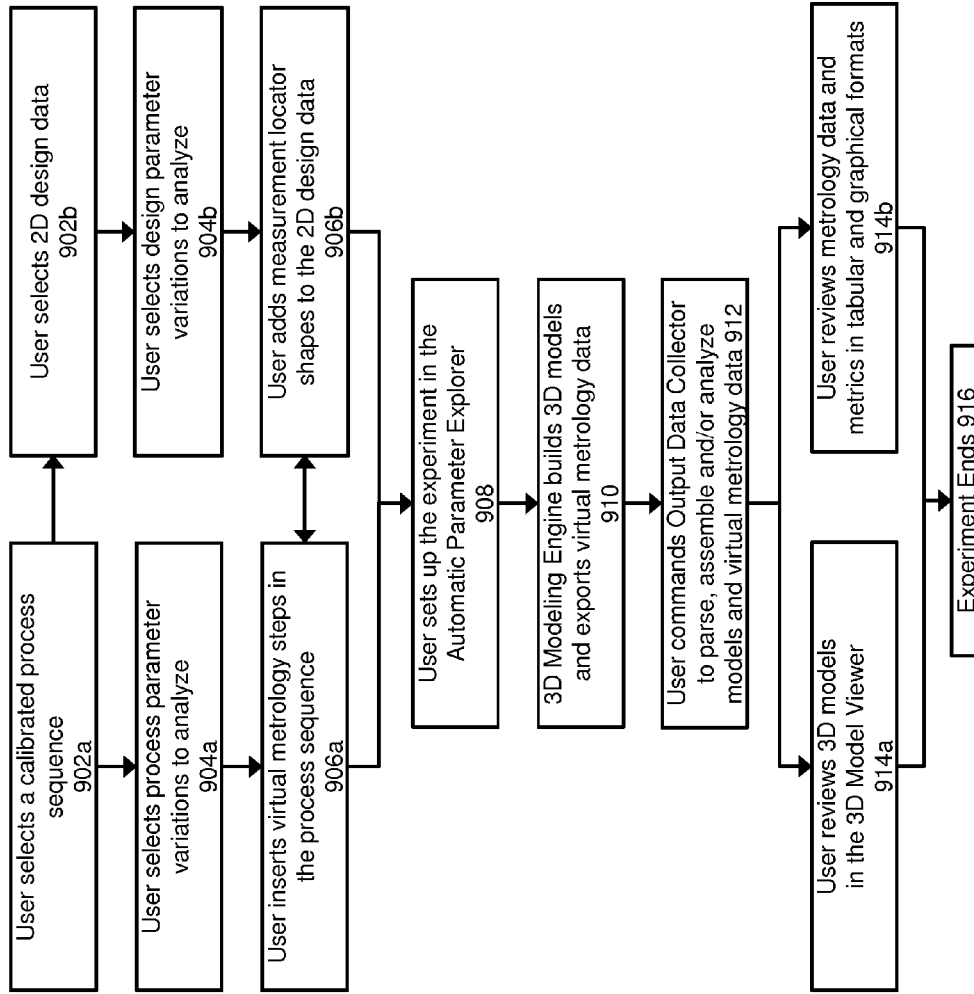 User selects a calibrated process
sequence
902a
User selects 2D design data
902b
User selects process parameter
variations to analyze
904a
User selects design parameter
variations to analyze
904b
User inserts virtual metrology steps in
the process sequence
906a
User adds measurement locator
shapes to the 2D design data
906b
User sets up the experiment in the
Automatic Parameter Explorer
908
3D Modeling Engine builds 3D models
and exports virtual metrology data
910
User commands Output Data Collector
to parse, assemble and/or analyze
models and virtual metrology data 912
User reviews 3D models
in the 3D Model Viewer
914a
User reviews metrology data and
metrics in tabular and graphical formats
914b
Experiment Ends 916